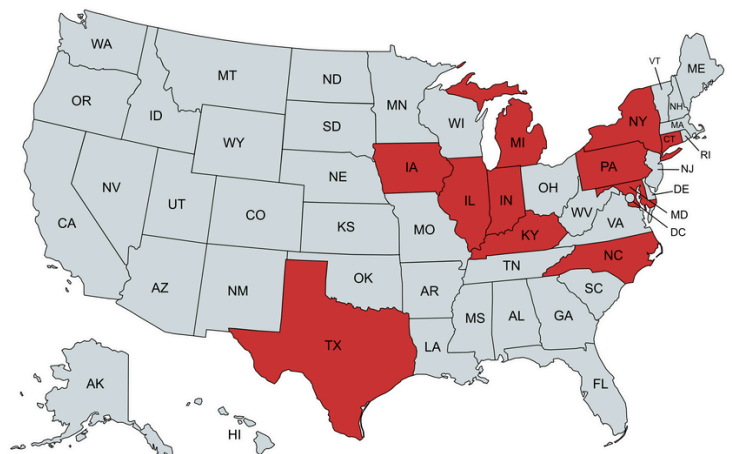 WA
MT
ND
MN
VT
ME
OR
ID
SD
WI
MI
NY
NH
MA
CT
RI
WY
IA
PA
NJ
NV
NE
IL
IN
OH
DE
UT
CO
KS
MO
KY
WV
VA
MD
DC
CA
AZ
NM
OK
AR
TN
NC
SC
MS
AL
GA
TX
LA
FL
AK
HI